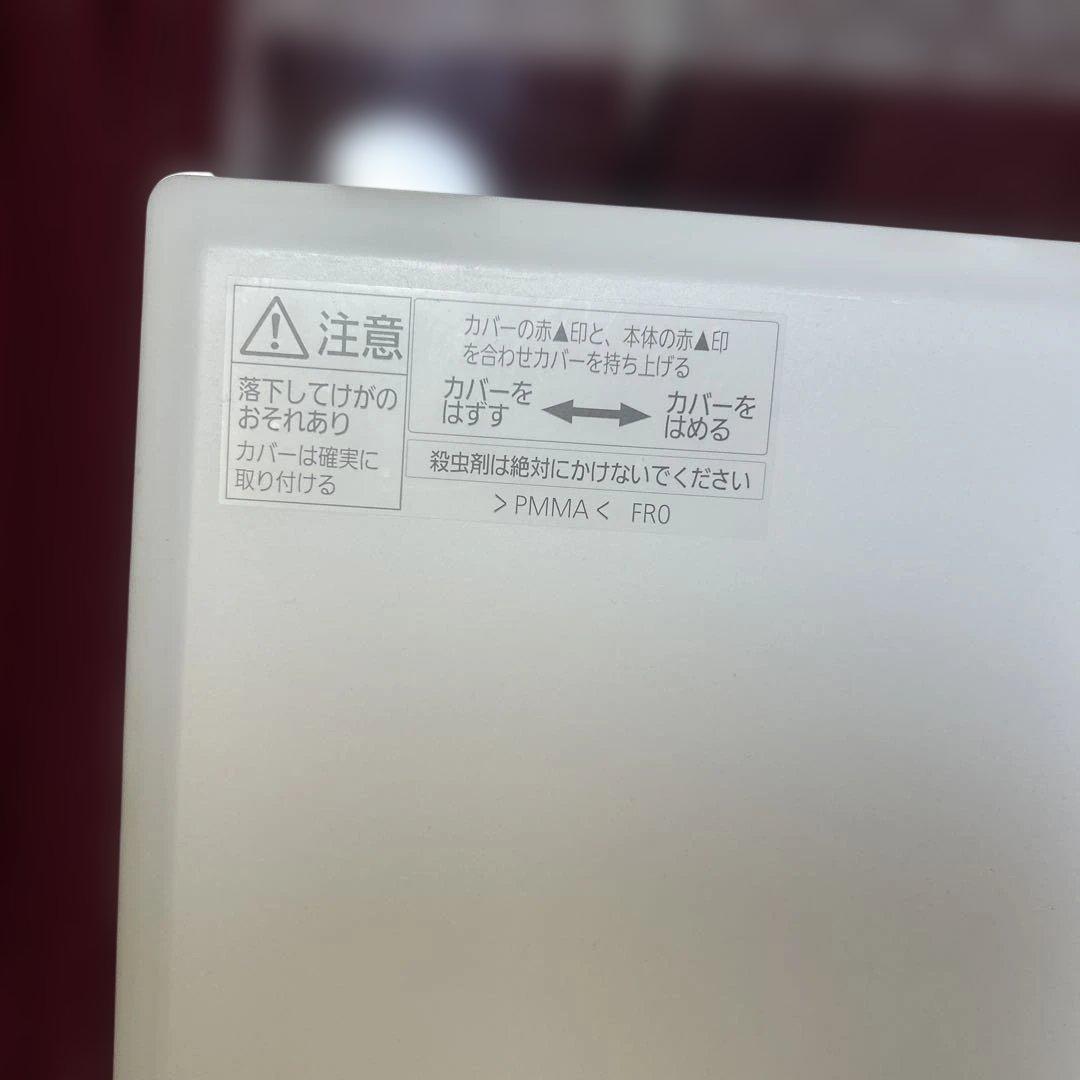 注意
落下してけがの
おそれあり
カバーは確実に
取り付ける
カバーの赤▲印と、本体の赤▲印
を合わせカバーを持ち上げる
カバーを
はずす
カバーを
はめる
殺虫剤は絶対にかけないでください
>PMMA< FR0